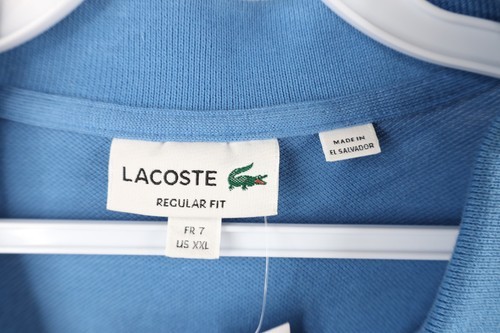 MADE IN
EL SALVADOR
LACOSTE
REGULAR FIT
FR 7
US XXL